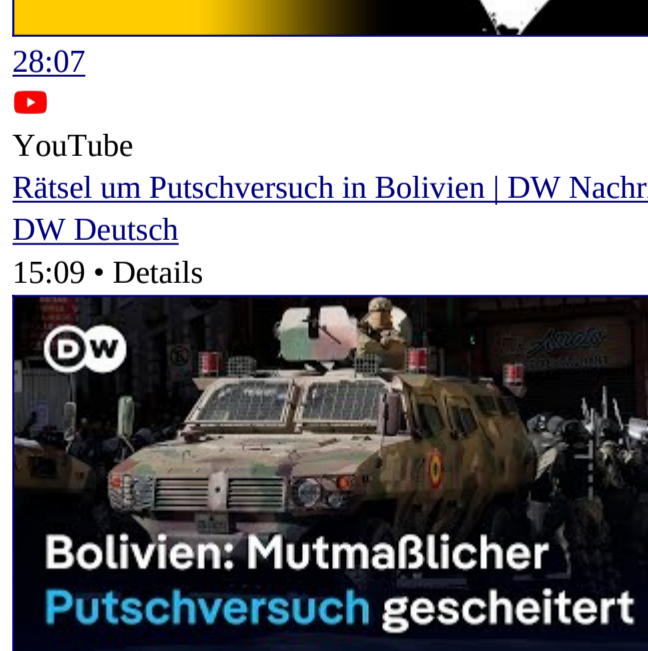 28:07
YouTube
Rätsel um Putschversuch in Bolivien | DW Nachr
DW Deutsch
15:09 • Details
DW
Bolivien: Mutmaßlicher
Putschversuch gescheitert